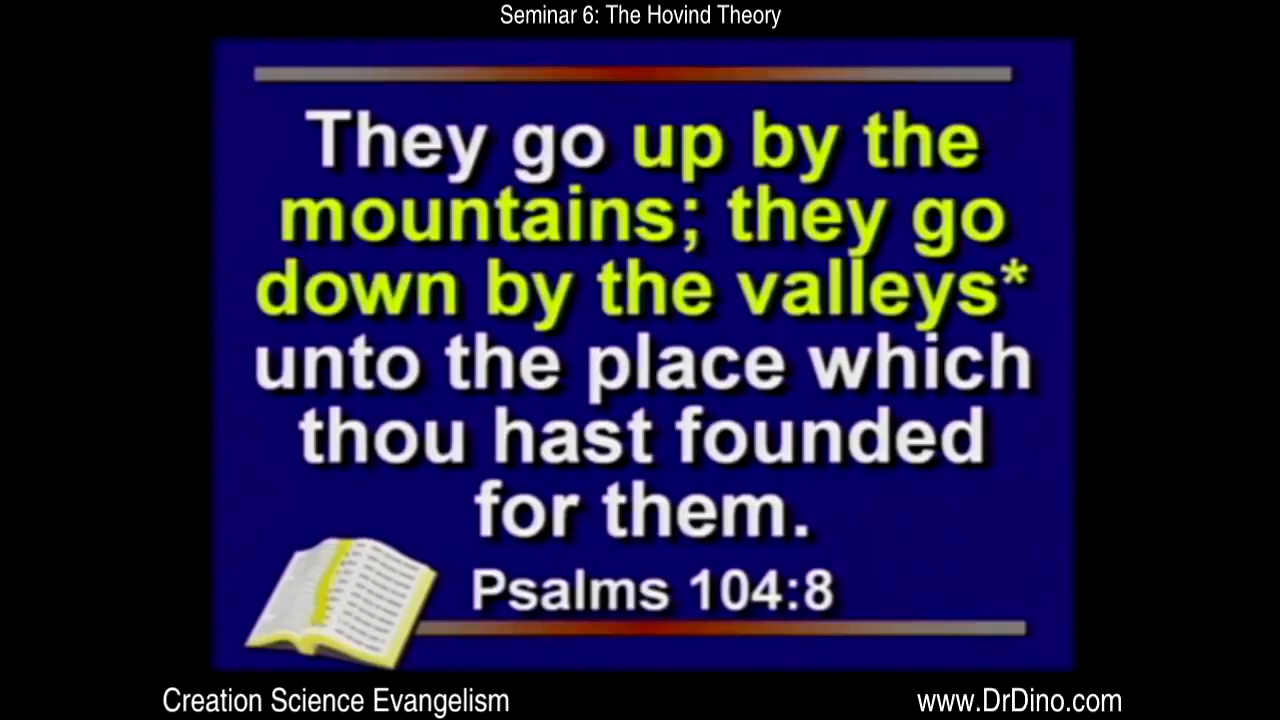 Seminar 6: The Hovind Theory
They go up by the
mountains; they go
down by the valleys*
unto the place which
thou hast founded
for them.
Psalms 104:8
Creation Science Evangelism
www.DrDino.com